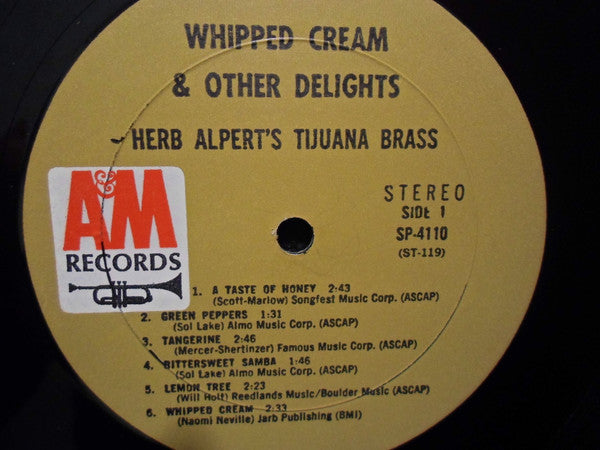 WHIPPED CREAM
& OTHER DELIGHTS
HERB ALPERT'S TIJUANA BRASS
A&M
RECORDS
STEREO
SIDE 1
SP-4110
(ST-119)
1. A TASTE OF HONEY 2:43
(Scott-Marlow) Songfest Music Corp. (ASCAP)
2. GREEN PEPPERS 1:31
(Sol Lake) Almo Music Corp. (ASCAP)
3. TANGERINE 2:46
(Mercer-Shertzinger) Famous Music Corp. (ASCAP)
4. BITTERSWEET SAMBA 1:46
(Sol Lake) Almo Music Corp. (ASCAP)
5. LEMON TREE 2:23
(Will Holt) Reedlands Music/Boulder Music (ASCAP)
6. WHIPPED CREAM 2:33
(Naomi Neville) Jarb Publishing (BMI)